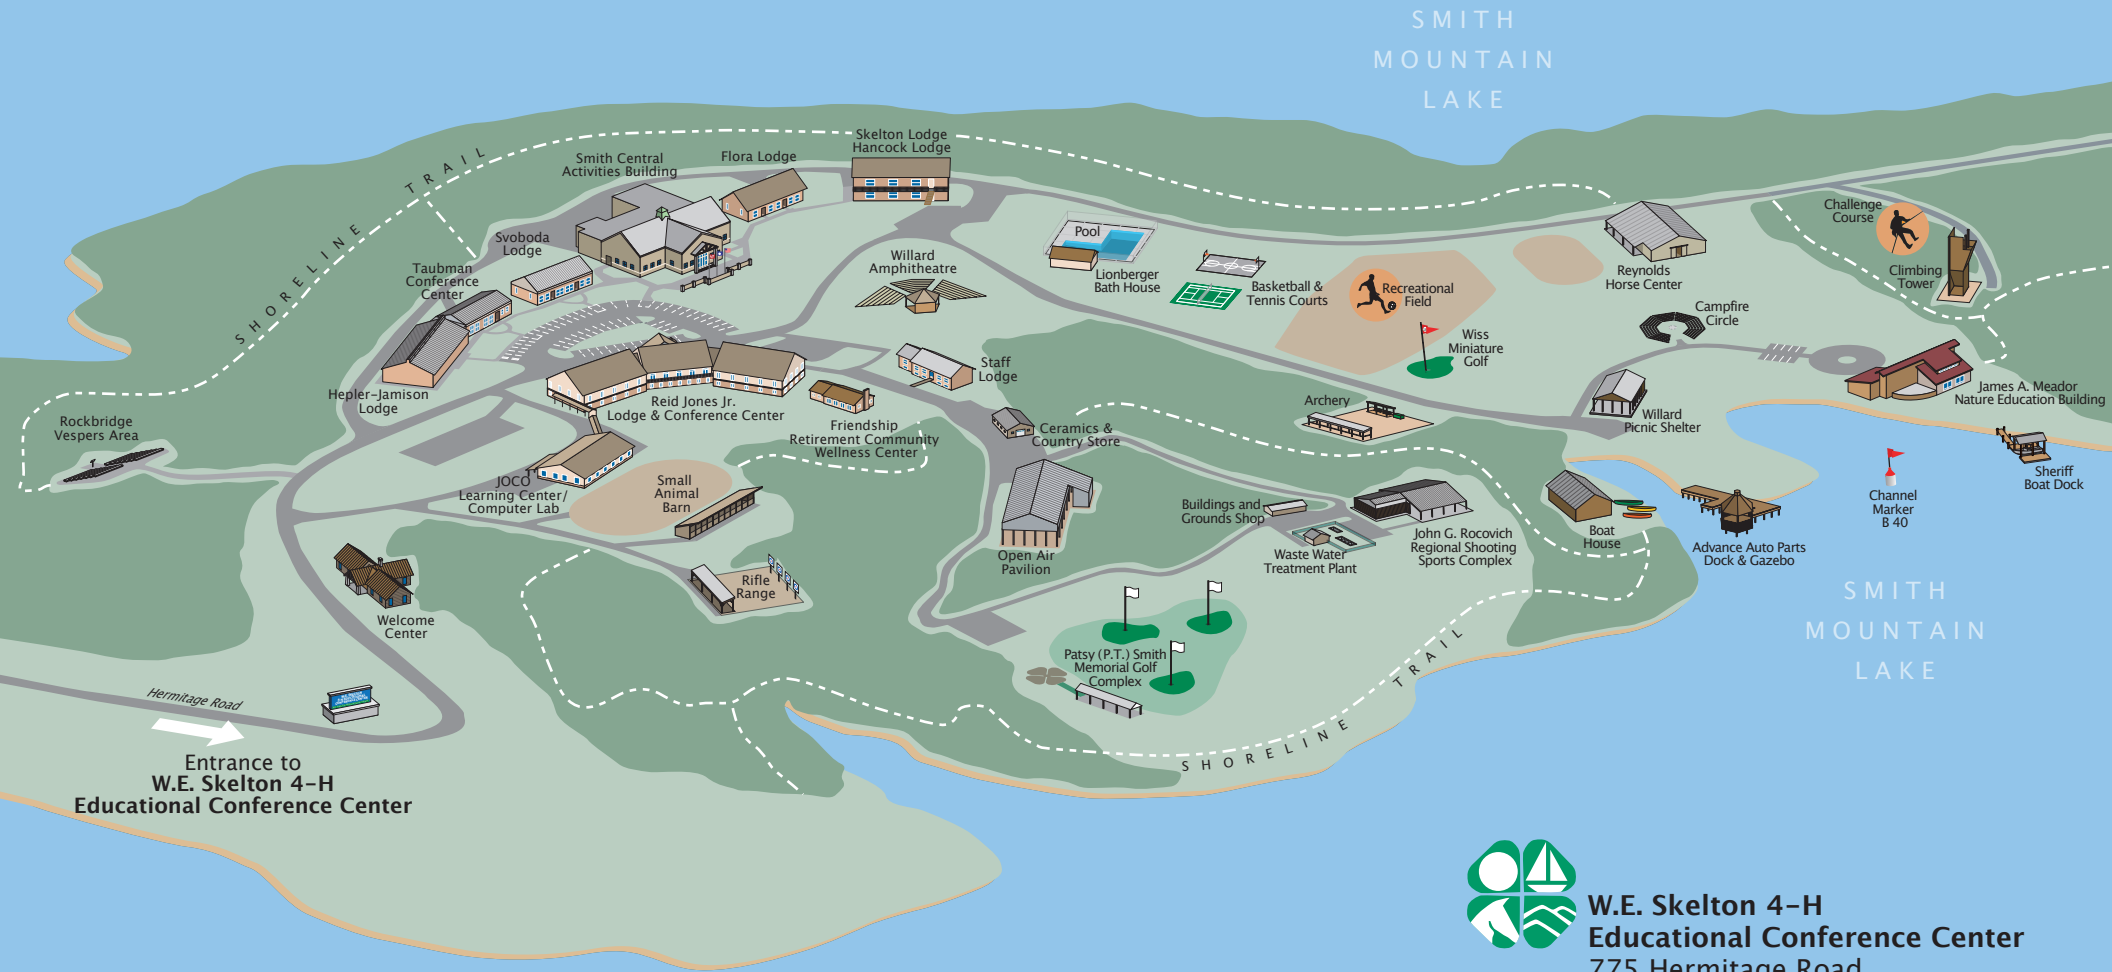 SMITH
MOUNTAIN
LAKE
SHORELINE TRAIL
Smith Central
Activities Building
Flora Lodge
Skelton Lodge
Hancock Lodge
Svoboda
Lodge
Taubman
Conference
Center
Hepler-Jamison
Lodge
Rockbridge
Vespers Area
Willard
Amphitheatre
Pool
Lionberger
Bath House
Basketball &
Tennis Courts
Recreational
Field
Wiss
Miniature
Golf
Reynolds
Horse Center
Challenge
Course
Climbing
Tower
Campfire
Circle
James A. Meador
Nature Education Building
Willard
Picnic Shelter
Archery
Staff
Lodge
Reid Jones Jr.
Lodge & Conference Center
Friendship
Retirement Community
Wellness Center
Ceramics &
Country Store
JOCO
Learning Center/
Computer Lab
Small
Animal
Barn
Open Air
Pavilion
Buildings and
Grounds Shop
Waste Water
Treatment Plant
John G. Rocovich
Regional Shooting
Sports Complex
Boat
House
Advance Auto Parts
Dock & Gazebo
Channel
Marker
B 40
Sheriff
Boat Dock
Rifle
Range
Welcome
Center
Patsy (P.T.) Smith
Memorial Golf
Complex
SHORELINE TRAIL
SMITH
MOUNTAIN
LAKE
Hermitage Road
Entrance to
W.E. Skelton 4-H
Educational Conference Center
W.E. Skelton 4-H
Educational Conference Center
775 Hermitage Road